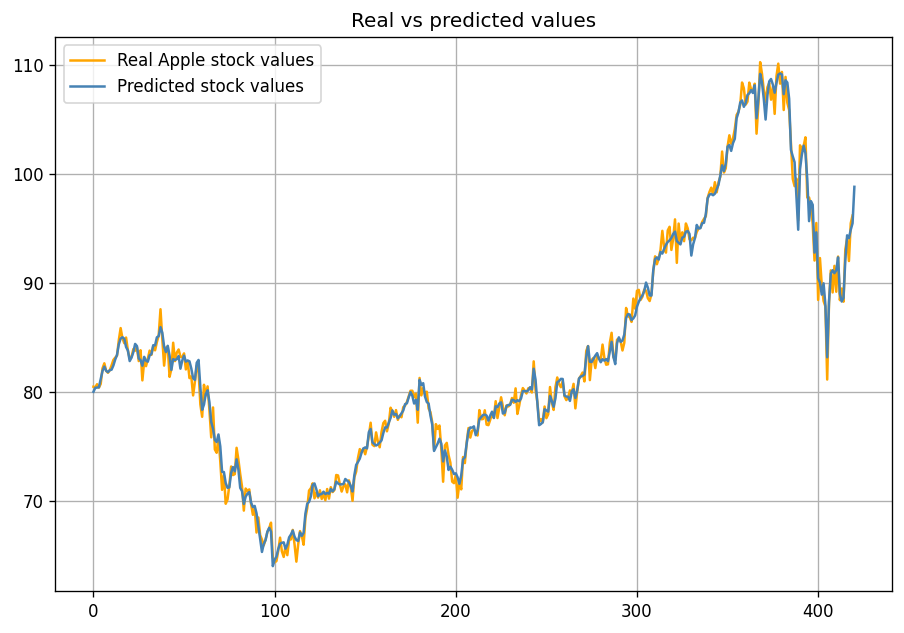 Real vs predicted values
Real Apple stock values
Predicted stock values
110
100
90
80
70
0 100 200 300 400